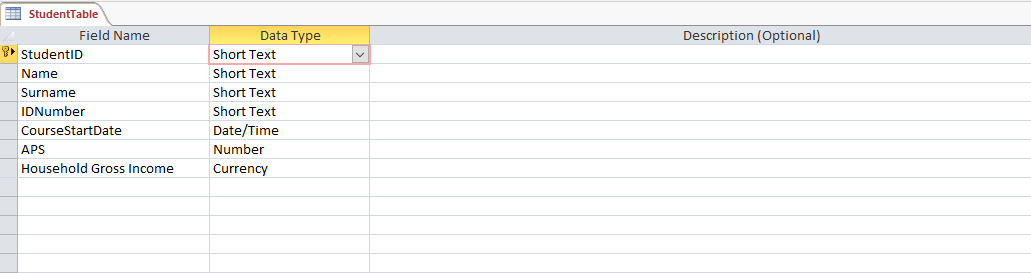 StudentTable
Field Name Data Type Description (Optional)
StudentID Short Text
Name Short Text
Surname Short Text
IDNumber Short Text
CourseStartDate Date/Time
APS Number
Household Gross Income Currency